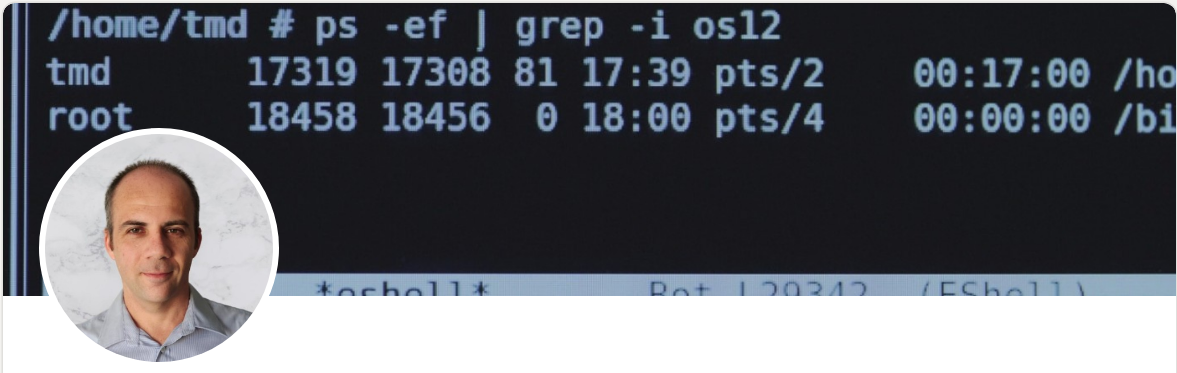 /home/tmd # ps -ef | grep -i os12
tmd 17319 17308 81 17:39 pts/2 00:17:00 /ho
root 18458 18456 0 18:00 pts/4 00:00:00 /bi
*eshell* Bot L29342 (EShell)